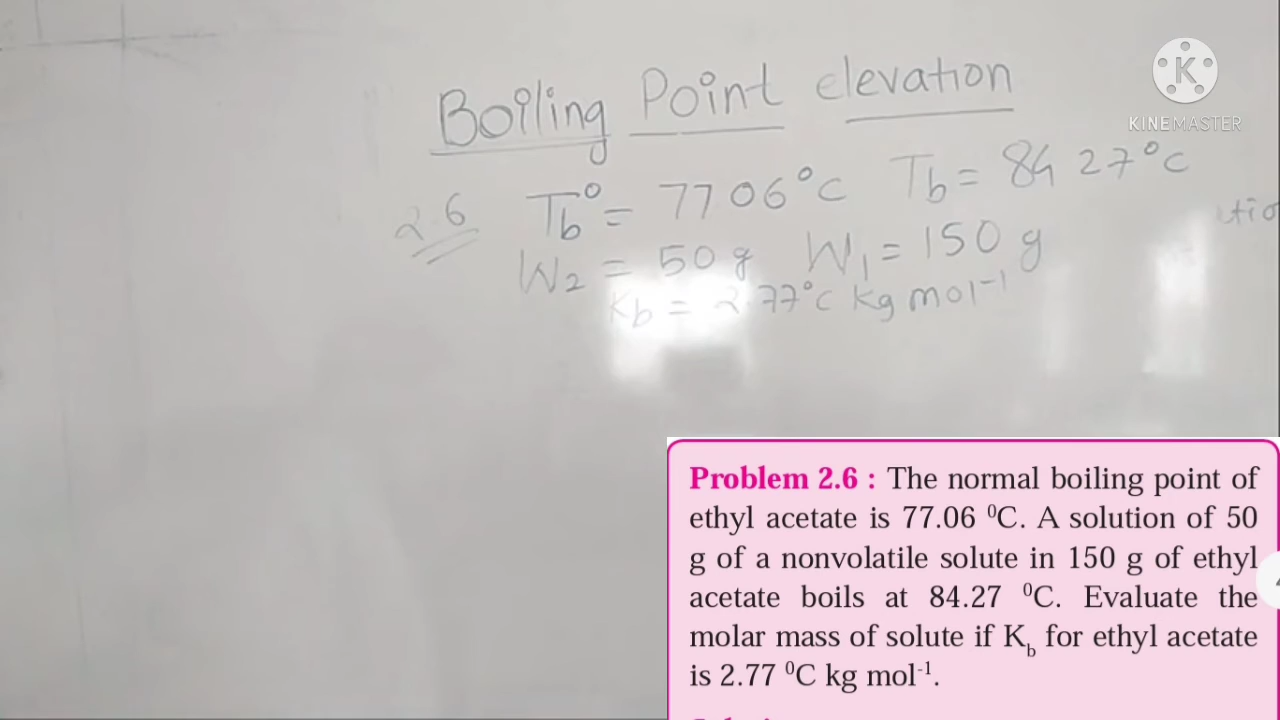 Boiling Point elevation
KINEMASTER
2.6 Tb° = 77 06°C Tb = 84 27°C
W2 = 50 g W1 = 150 g
Kb = 2 77°C Kg mol-1
Problem 2.6 : The normal boiling point of
ethyl acetate is 77.06 ⁰C. A solution of 50
g of a nonvolatile solute in 150 g of ethyl
acetate boils at 84.27 ⁰C. Evaluate the
molar mass of solute if Kb for ethyl acetate
is 2.77 ⁰C kg mol-1.